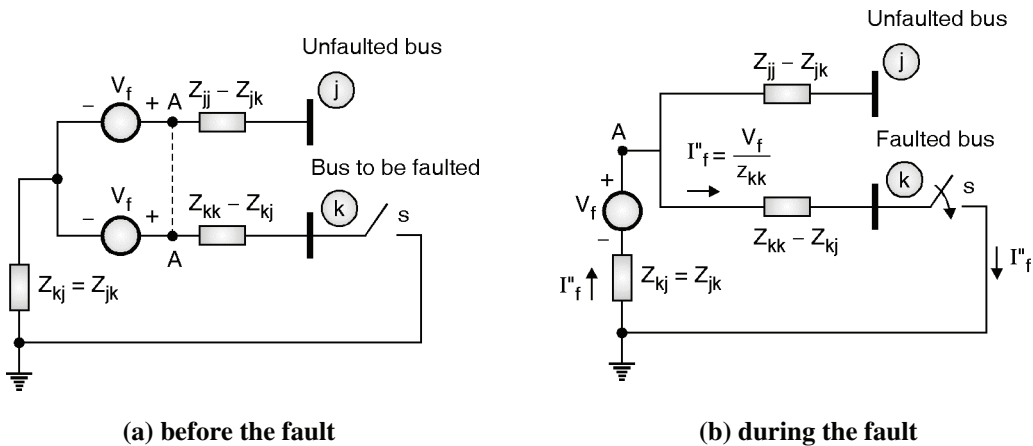 Unfaulted bus
j
V_f
− + A
Z_jj − Z_jk
Bus to be faulted
V_f
− +
A
Z_kk − Z_kj
k
s
Z_kj = Z_jk
(a) before the fault
Unfaulted bus
Z_jj − Z_jk
j
A
I"_f = V_f / z_kk
Faulted bus
k
s
+
V_f
−
Z_kk − Z_kj
I"_f
Z_kj = Z_jk
I"_f
(b) during the fault